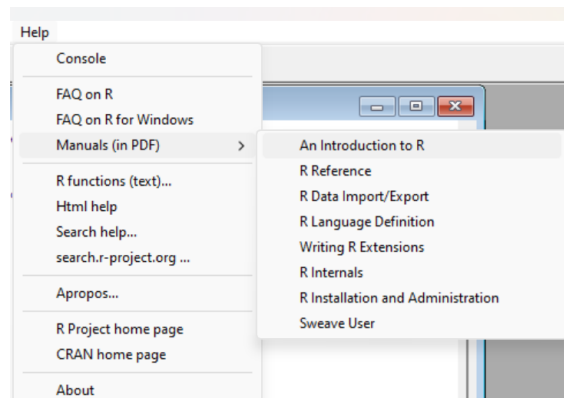 Help
Console
FAQ on R
FAQ on R for Windows
Manuals (in PDF)
R functions (text)...
Html help
Search help...
search.r-project.org ...
Apropos...
R Project home page
CRAN home page
About
An Introduction to R
R Reference
R Data Import/Export
R Language Definition
Writing R Extensions
R Internals
R Installation and Administration
Sweave User